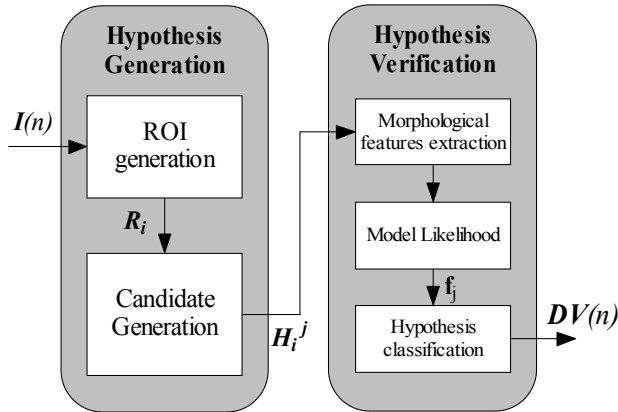 Hypothesis
Generation
I(n)
ROI
generation
R_i
Candidate
Generation
H_i^j
Hypothesis
Verification
Morphological
features extraction
Model Likelihood
f_j
Hypothesis
classification
DV(n)